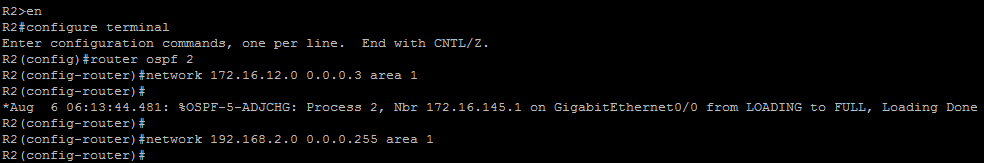 R2>en
R2#configure terminal
Enter configuration commands, one per line.  End with CNTL/Z.
R2(config)#router ospf 2
R2(config-router)#network 172.16.12.0 0.0.0.3 area 1
R2(config-router)#
*Aug  6 06:13:44.481: %OSPF-5-ADJCHG: Process 2, Nbr 172.16.145.1 on GigabitEthernet0/0 from LOADING to FULL, Loading Done
R2(config-router)#
R2(config-router)#network 192.168.2.0 0.0.0.255 area 1
R2(config-router)#